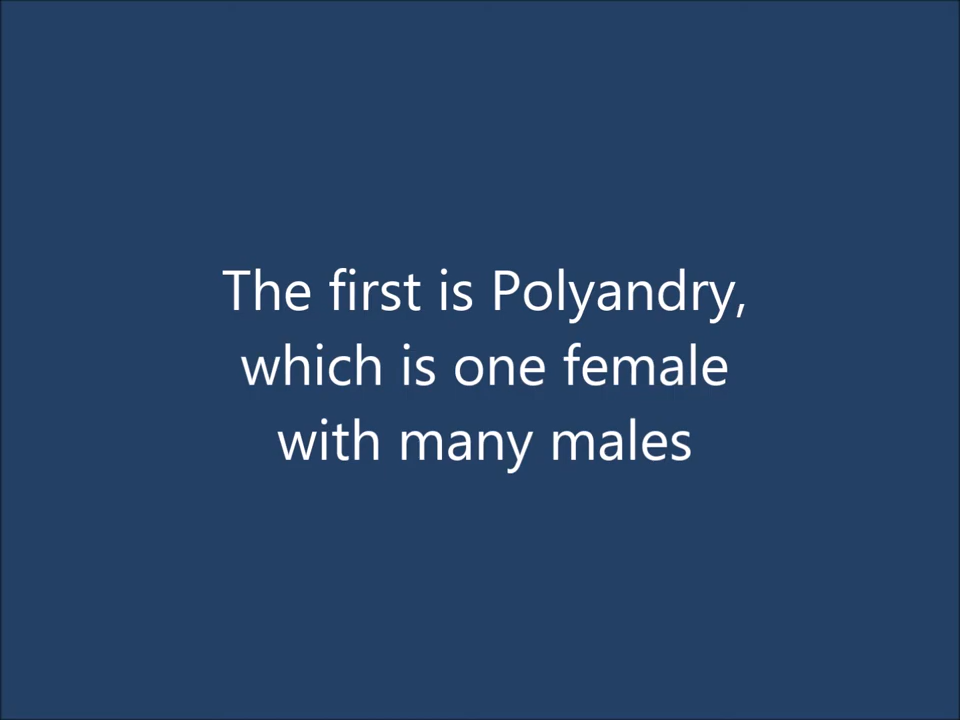 The first is Polyandry,
which is one female
with many males